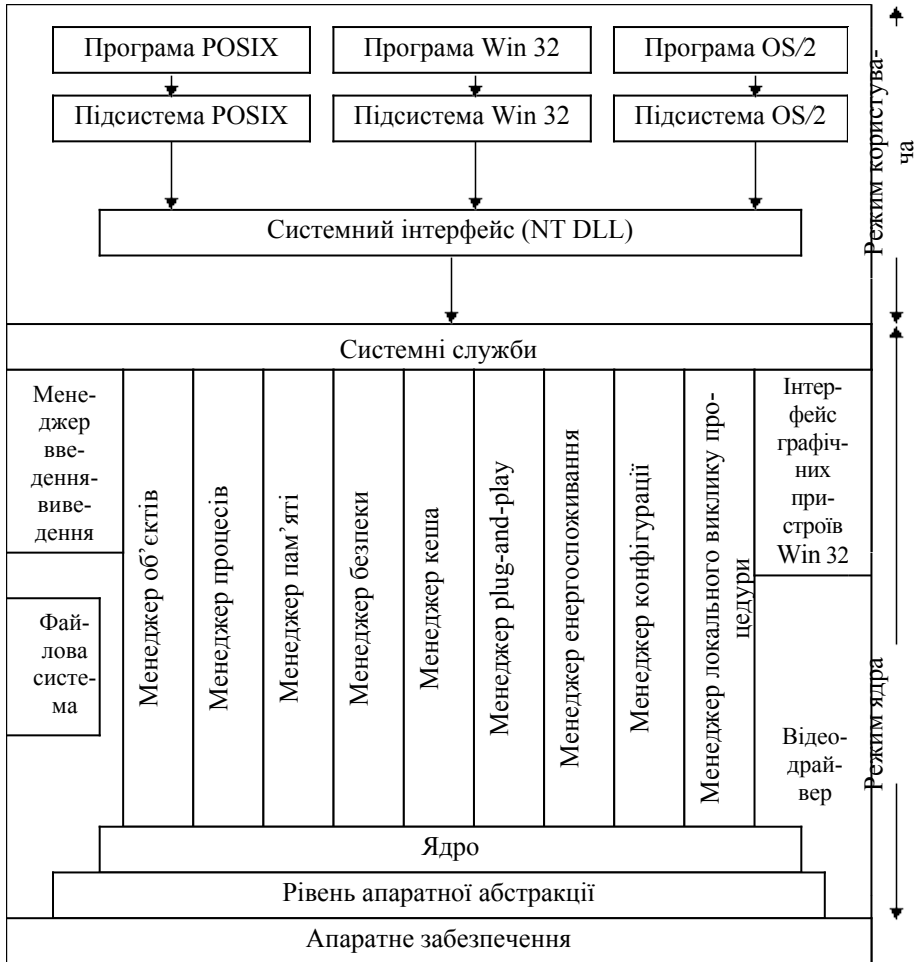 Програма POSIX
Програма Win 32
Програма OS/2
Підсистема POSIX
Підсистема Win 32
Підсистема OS/2
Системний інтерфейс (NT DLL)
Режим користува-
ча
Системні служби
Мене-
джер
вве-
дення-
виве-
дення
Фай-
лова
систе-
ма
Менеджер об’єктів
Менеджер процесів
Менеджер пам’яті
Менеджер безпеки
Менеджер кеша
Менеджер plug-and-play
Менеджер енергоспоживання
Менеджер конфігурації
Менеджер локального виклику про-
цедури
Інтер-
фейс
графіч-
них
при-
строїв
Win 32
Відео-
драй-
вер
Режим ядра
Ядро
Рівень апаратної абстракції
Апаратне забезпечення